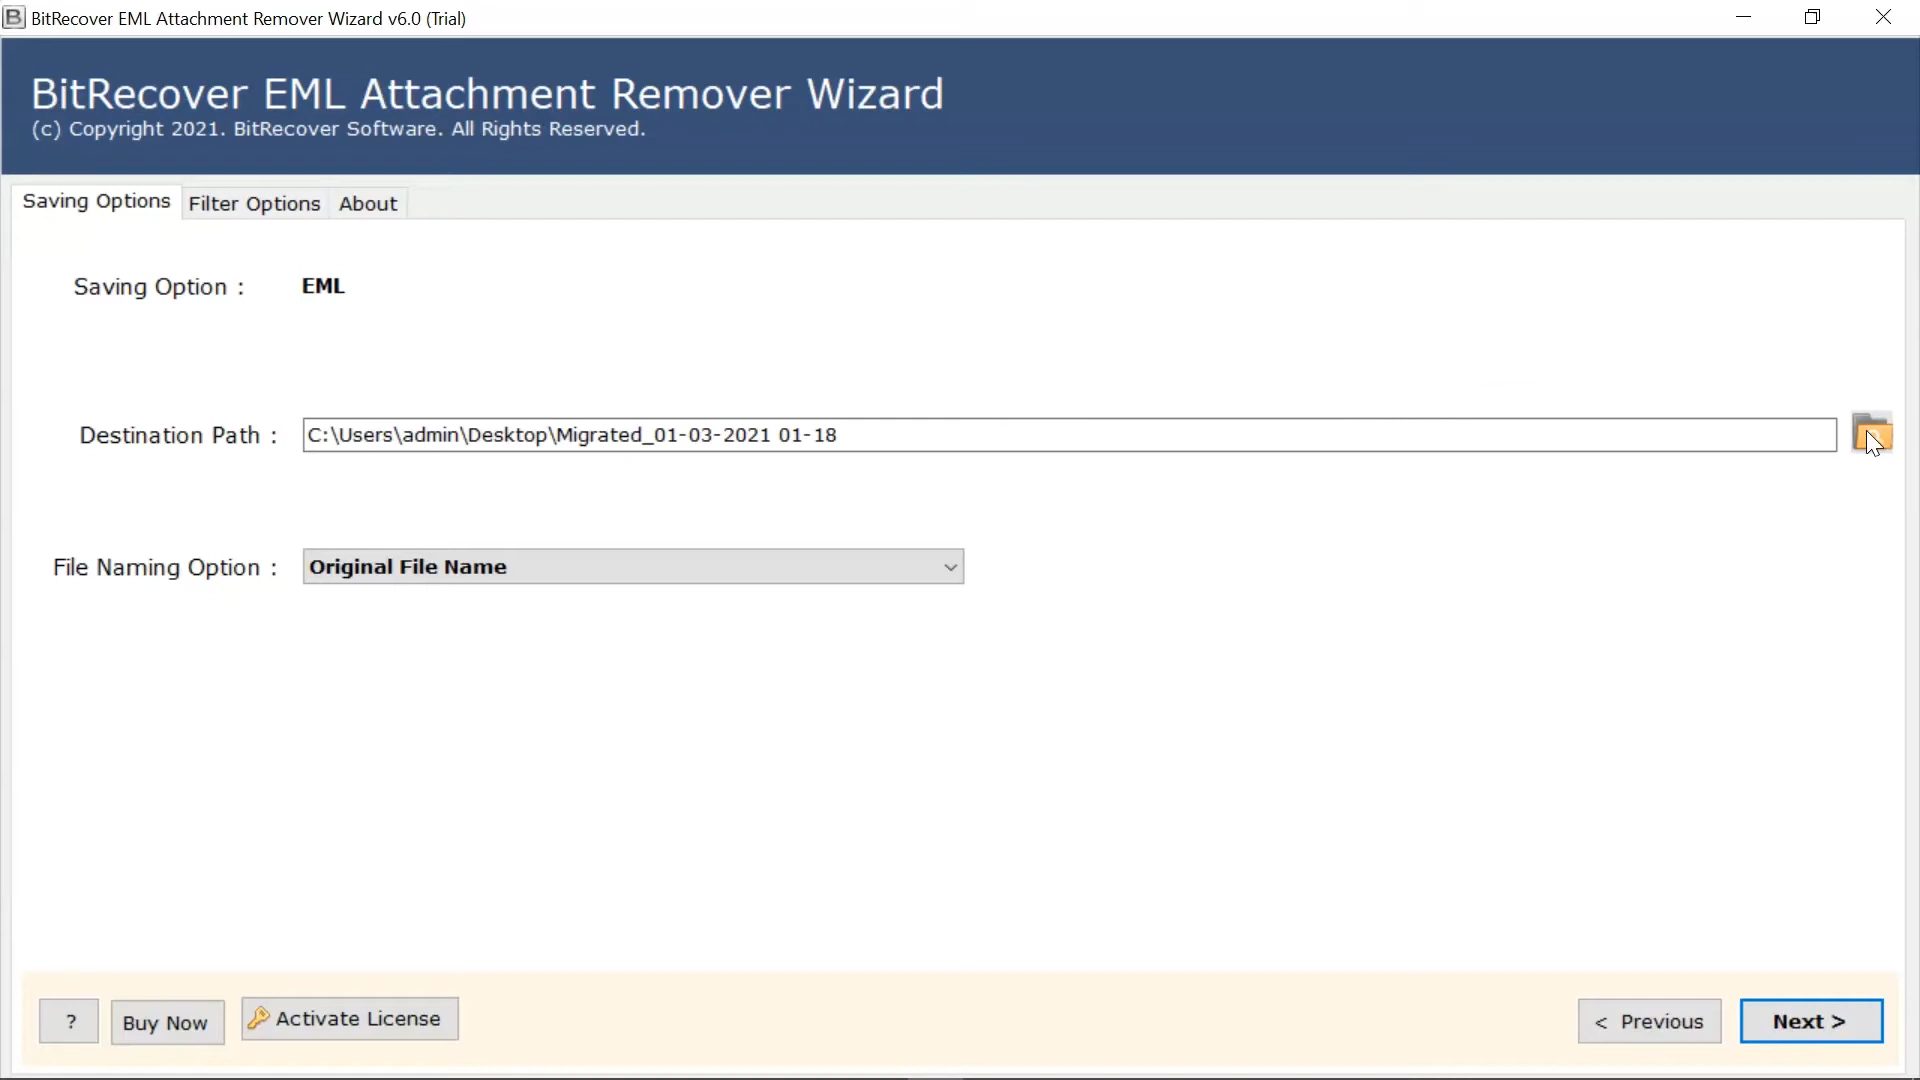 BitRecover EML Attachment Remover Wizard v6.0 (Trial)
BitRecover EML Attachment Remover Wizard
(c) Copyright 2021. BitRecover Software. All Rights Reserved.
Saving Options Filter Options About
Saving Option : EML
Destination Path : C:\Users\admin\Desktop\Migrated_01-03-2021 01-18
File Naming Option : Original File Name
? Buy Now Activate License < Previous Next >